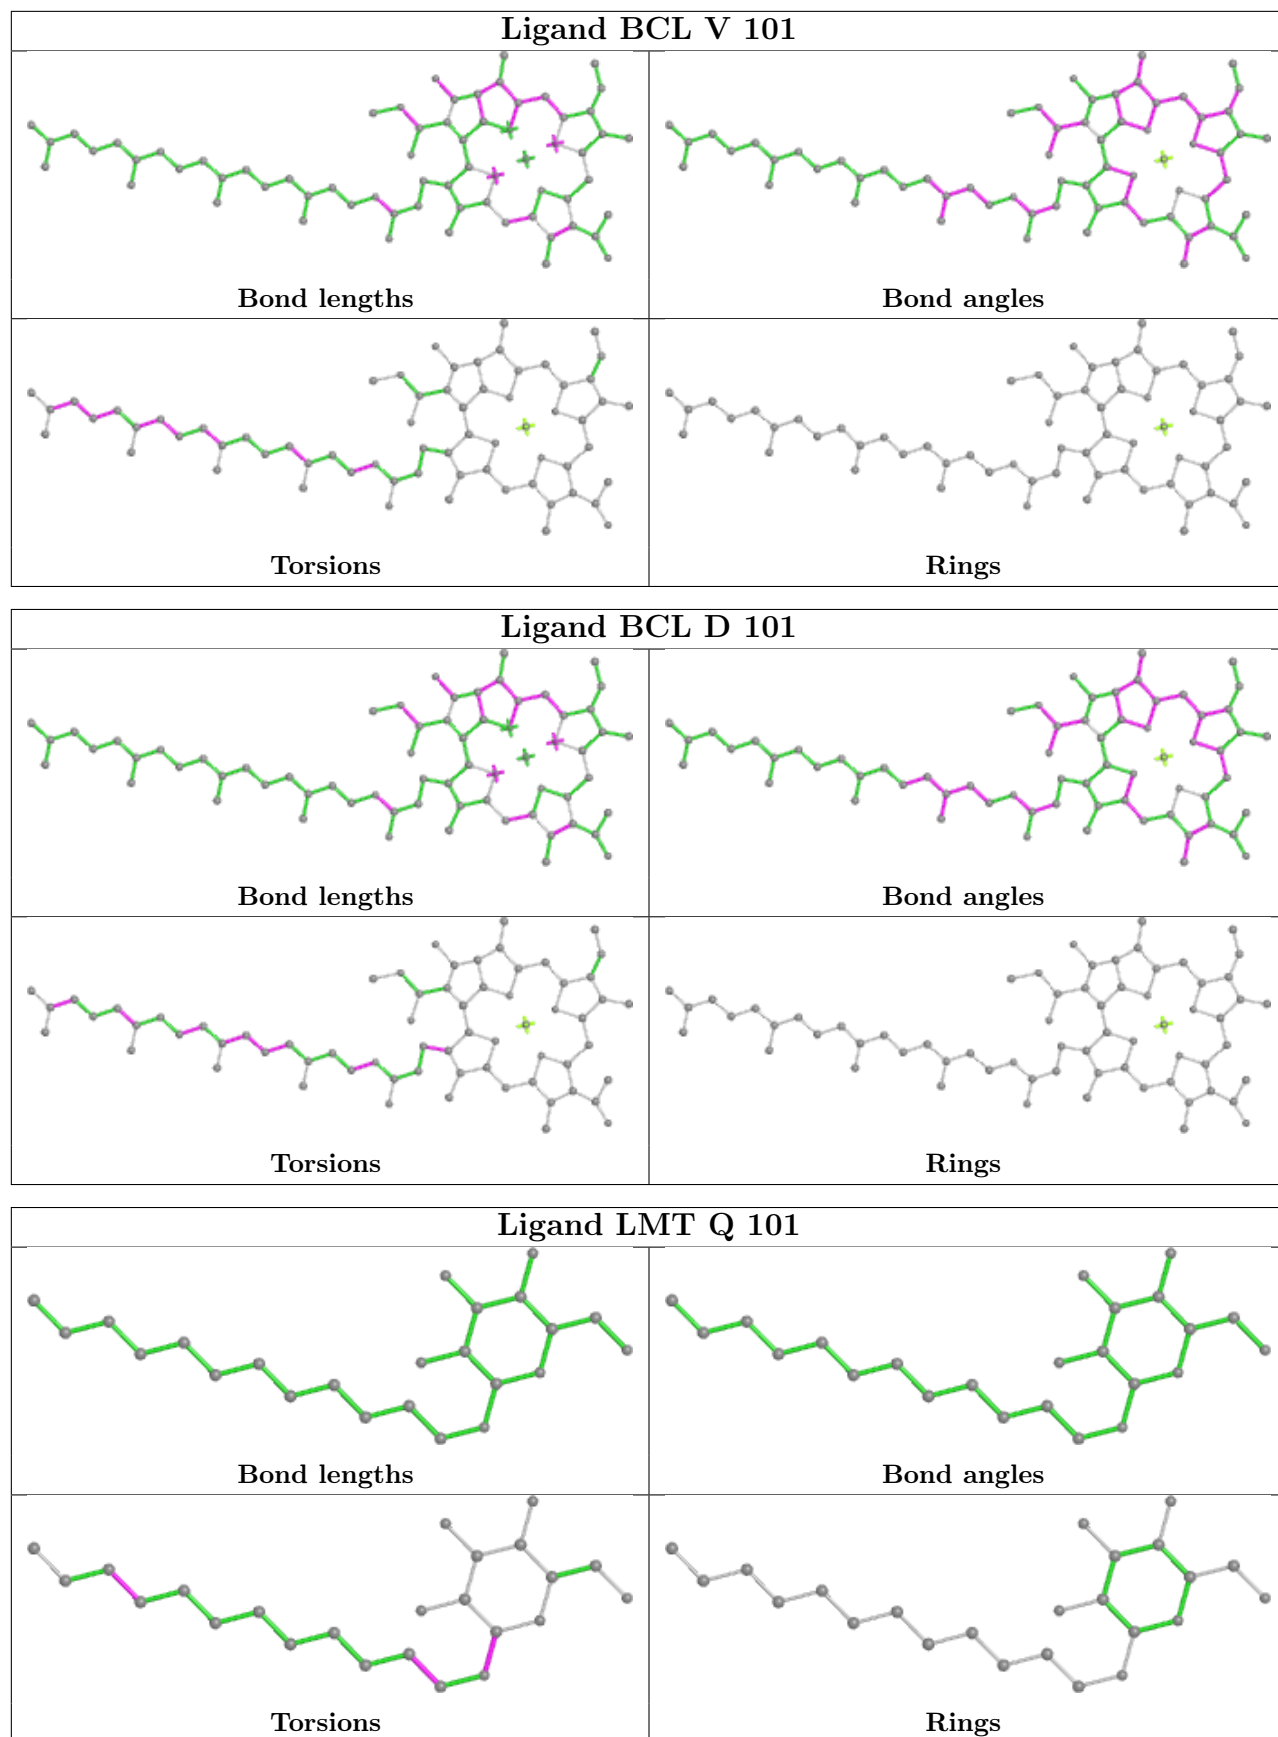 Ligand BCL V 101
Bond lengths
Bond angles
Torsions
Rings
Ligand BCL D 101
Bond lengths
Bond angles
Torsions
Rings
Ligand LMT Q 101
Bond lengths
Bond angles
Torsions
Rings